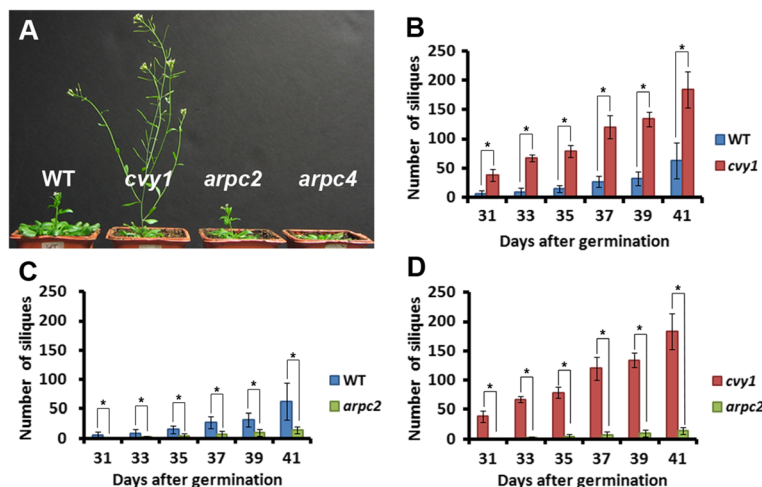 A
WT cvy1 arpc2 arpc4
B
Number of siliques
250
200
150
100
50
0
* * * * * *
31 33 35 37 39 41
Days after germination
WT
cvy1
C
Number of siliques
250
200
150
100
50
0
* * * * * *
31 33 35 37 39 41
Days after germination
WT
arpc2
D
Number of siliques
250
200
150
100
50
0
* * * * * *
31 33 35 37 39 41
Days after germination
cvy1
arpc2